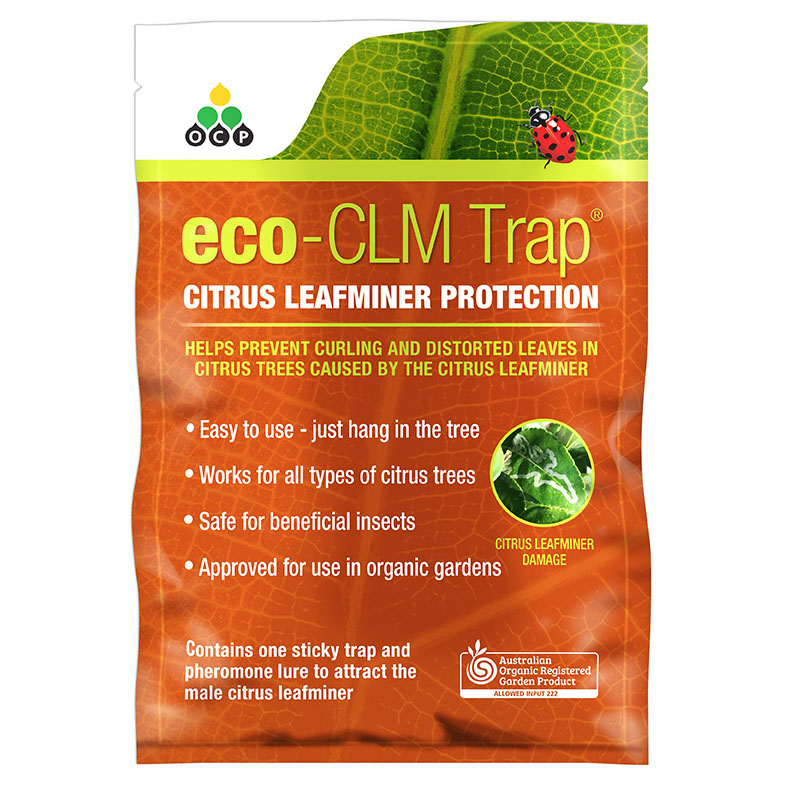 OCP
eco-CLM Trap®
CITRUS LEAFMINER PROTECTION
HELPS PREVENT CURLING AND DISTORTED LEAVES IN
CITRUS TREES CAUSED BY THE CITRUS LEAFMINER
• Easy to use - just hang in the tree
• Works for all types of citrus trees
• Safe for beneficial insects
• Approved for use in organic gardens
CITRUS LEAFMINER
DAMAGE
Contains one sticky trap and
pheromone lure to attract the
male citrus leafminer
Australian
Organic Registered
Garden Product
ALLOWED INPUT 222